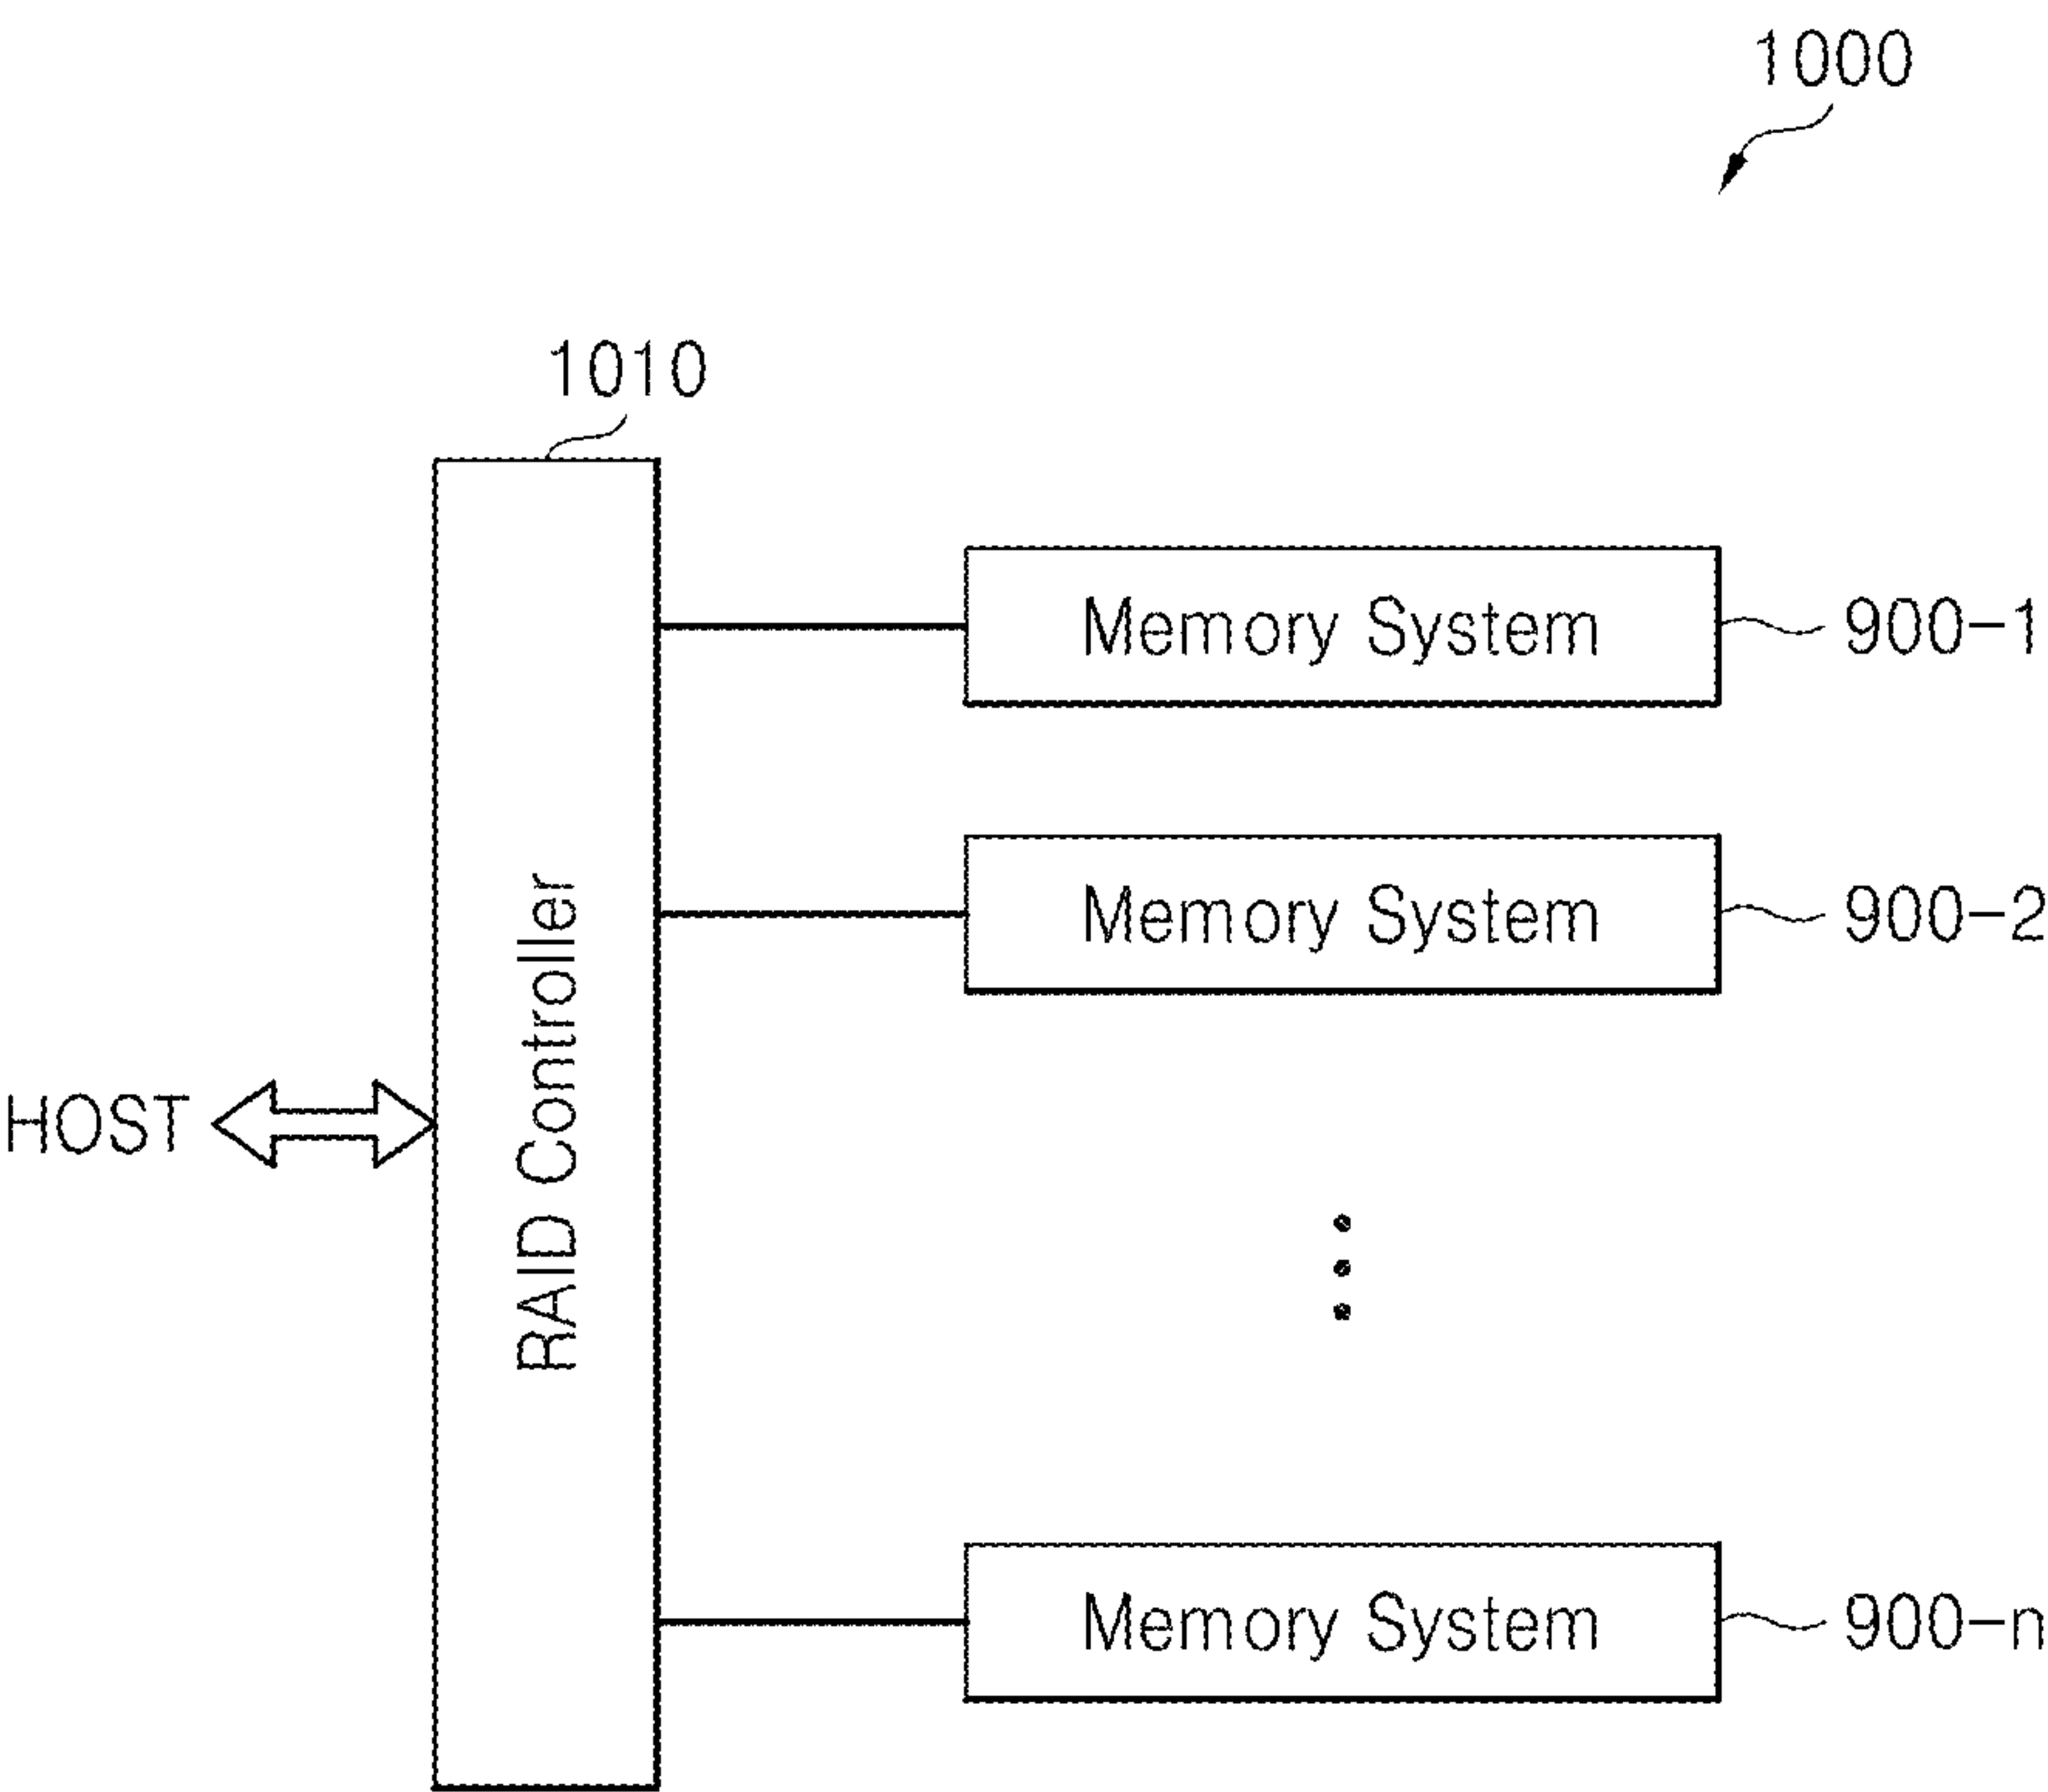 1000
1010
Memory System
900-1
Memory System
900-2
RAID Controller
HOST
Memory System
900-n